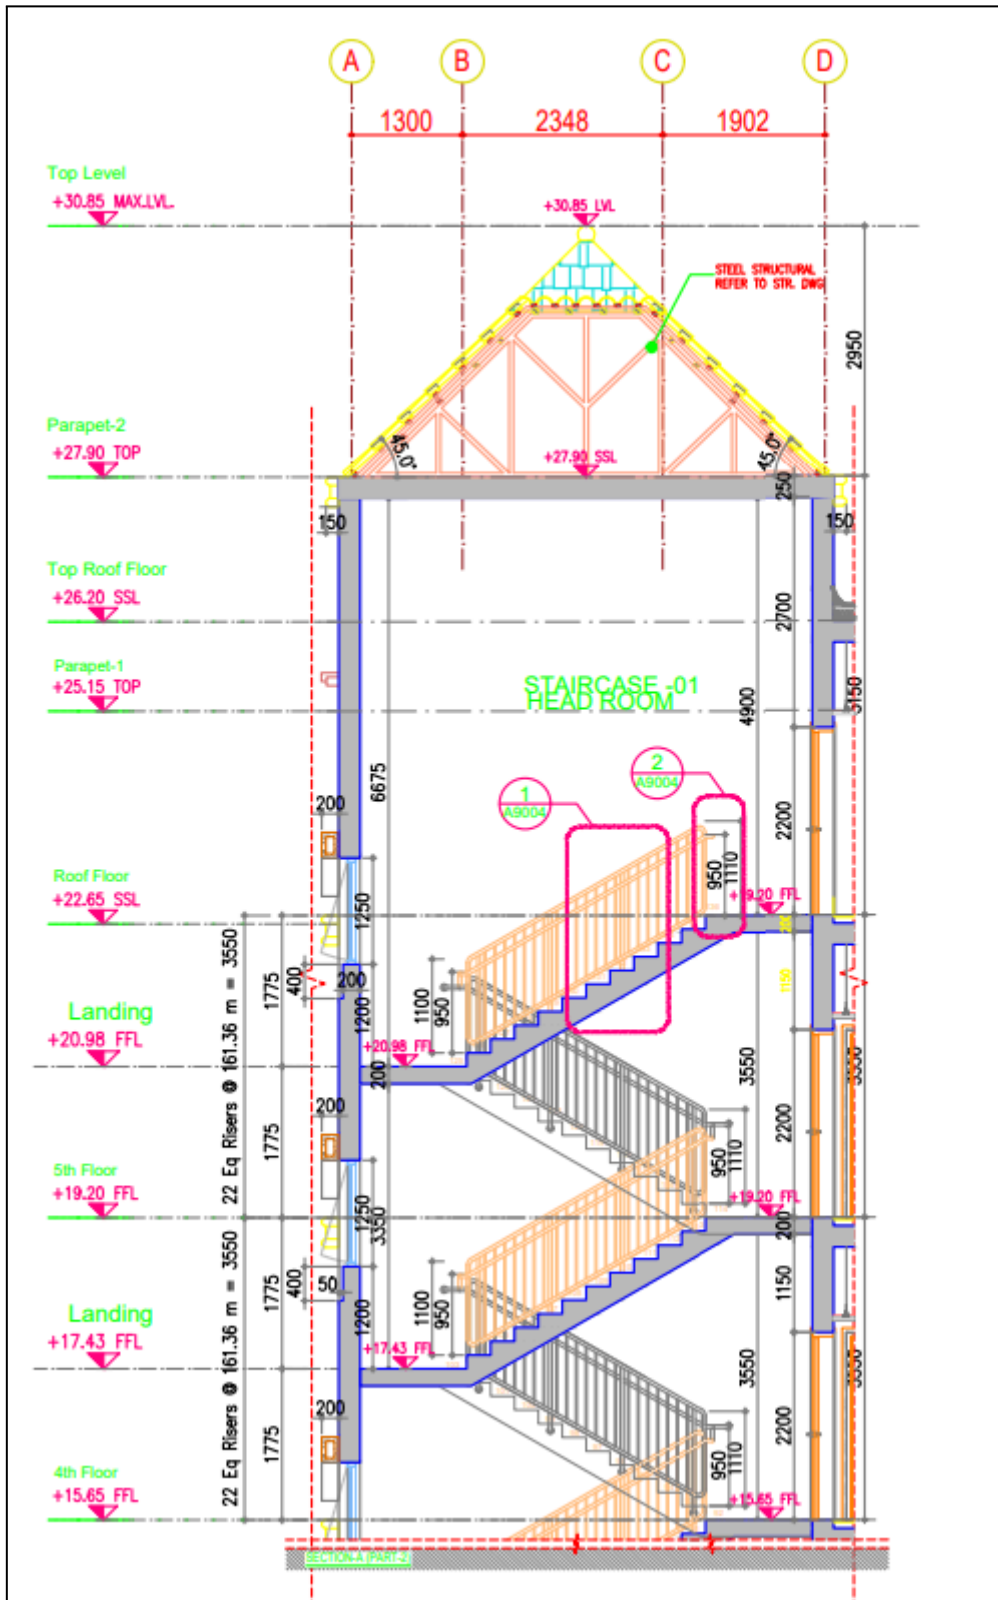 A B C D
1300 2348 1902
Top Level
+30.85 MAX.LVL.
+30.85 LVL
STEEL STRUCTURAL
REFER TO STR. DWG
2950
Parapet-2
+27.90 TOP
45.0°
+27.90 SSL
45.0°
250
150
150
Top Roof Floor
+26.20 SSL
2700
Parapet-1
+25.15 TOP
STAIRCASE -01
HEAD ROOM
4900
3150
6675
1
A9004
2
A9004
200
2200
950
1110
Roof Floor
+22.65 SSL
1250
+19.20 FFL
200
1150
22 Eq Risers @ 161.36 m = 3550
1775
400
200
1200
1100
950
Landing
+20.98 FFL
+20.98 FFL
200
3550
3550
200
1775
2200
950
1110
5th Floor
+19.20 FFL
+19.20 FFL
1250
3350
200
22 Eq Risers @ 161.36 m = 3550
1775
400
50
1200
1100
950
1150
Landing
+17.43 FFL
+17.43 FFL
3550
3550
200
1775
2200
950
1110
4th Floor
+15.65 FFL
+15.65 FFL
SECTION-A (PART-2)